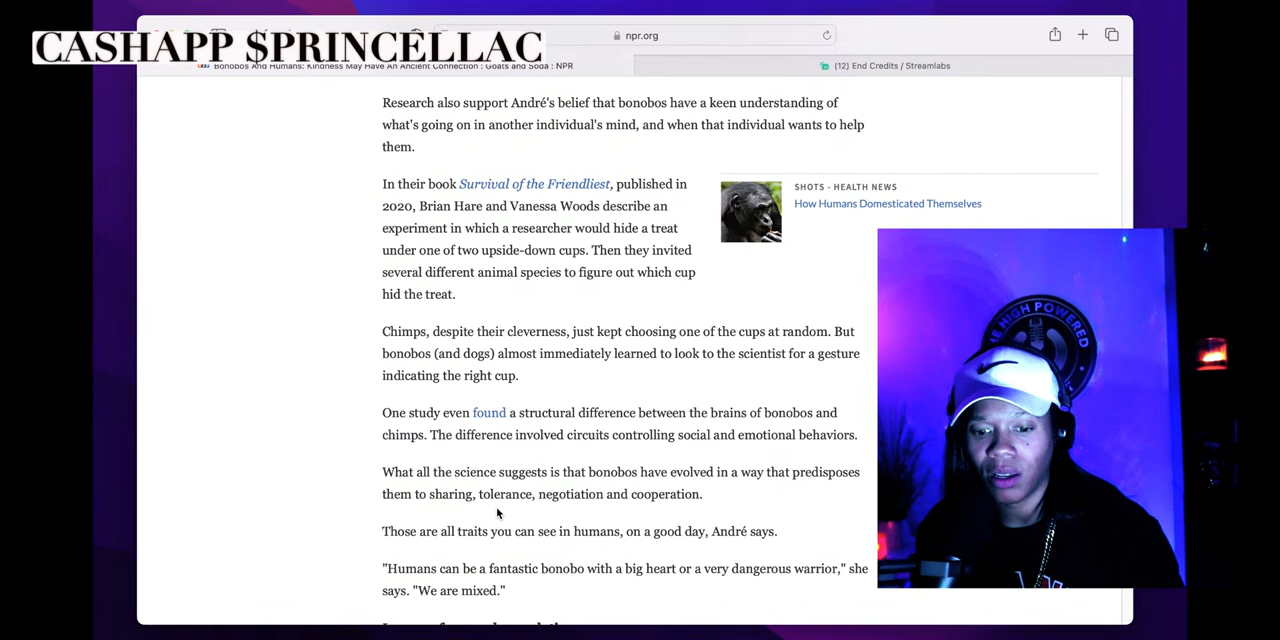 CASHAPP $PRINCELLAC
npr.org
Bonobos And Humans: Kindness May Have An Ancient Connection : Goats and Soda : NPR
(12) End Credits / Streamlabs
Research also support André's belief that bonobos have a keen understanding of
what's going on in another individual's mind, and when that individual wants to help
them.
In their book Survival of the Friendliest, published in
2020, Brian Hare and Vanessa Woods describe an
experiment in which a researcher would hide a treat
under one of two upside-down cups. Then they invited
several different animal species to figure out which cup
hid the treat.
SHOTS - HEALTH NEWS
How Humans Domesticated Themselves
Chimps, despite their cleverness, just kept choosing one of the cups at random. But
bonobos (and dogs) almost immediately learned to look to the scientist for a gesture
indicating the right cup.
One study even found a structural difference between the brains of bonobos and
chimps. The difference involved circuits controlling social and emotional behaviors.
What all the science suggests is that bonobos have evolved in a way that predisposes
them to sharing, tolerance, negotiation and cooperation.
Those are all traits you can see in humans, on a good day, André says.
"Humans can be a fantastic bonobo with a big heart or a very dangerous warrior," she
says. "We are mixed."
HIGH POWERED